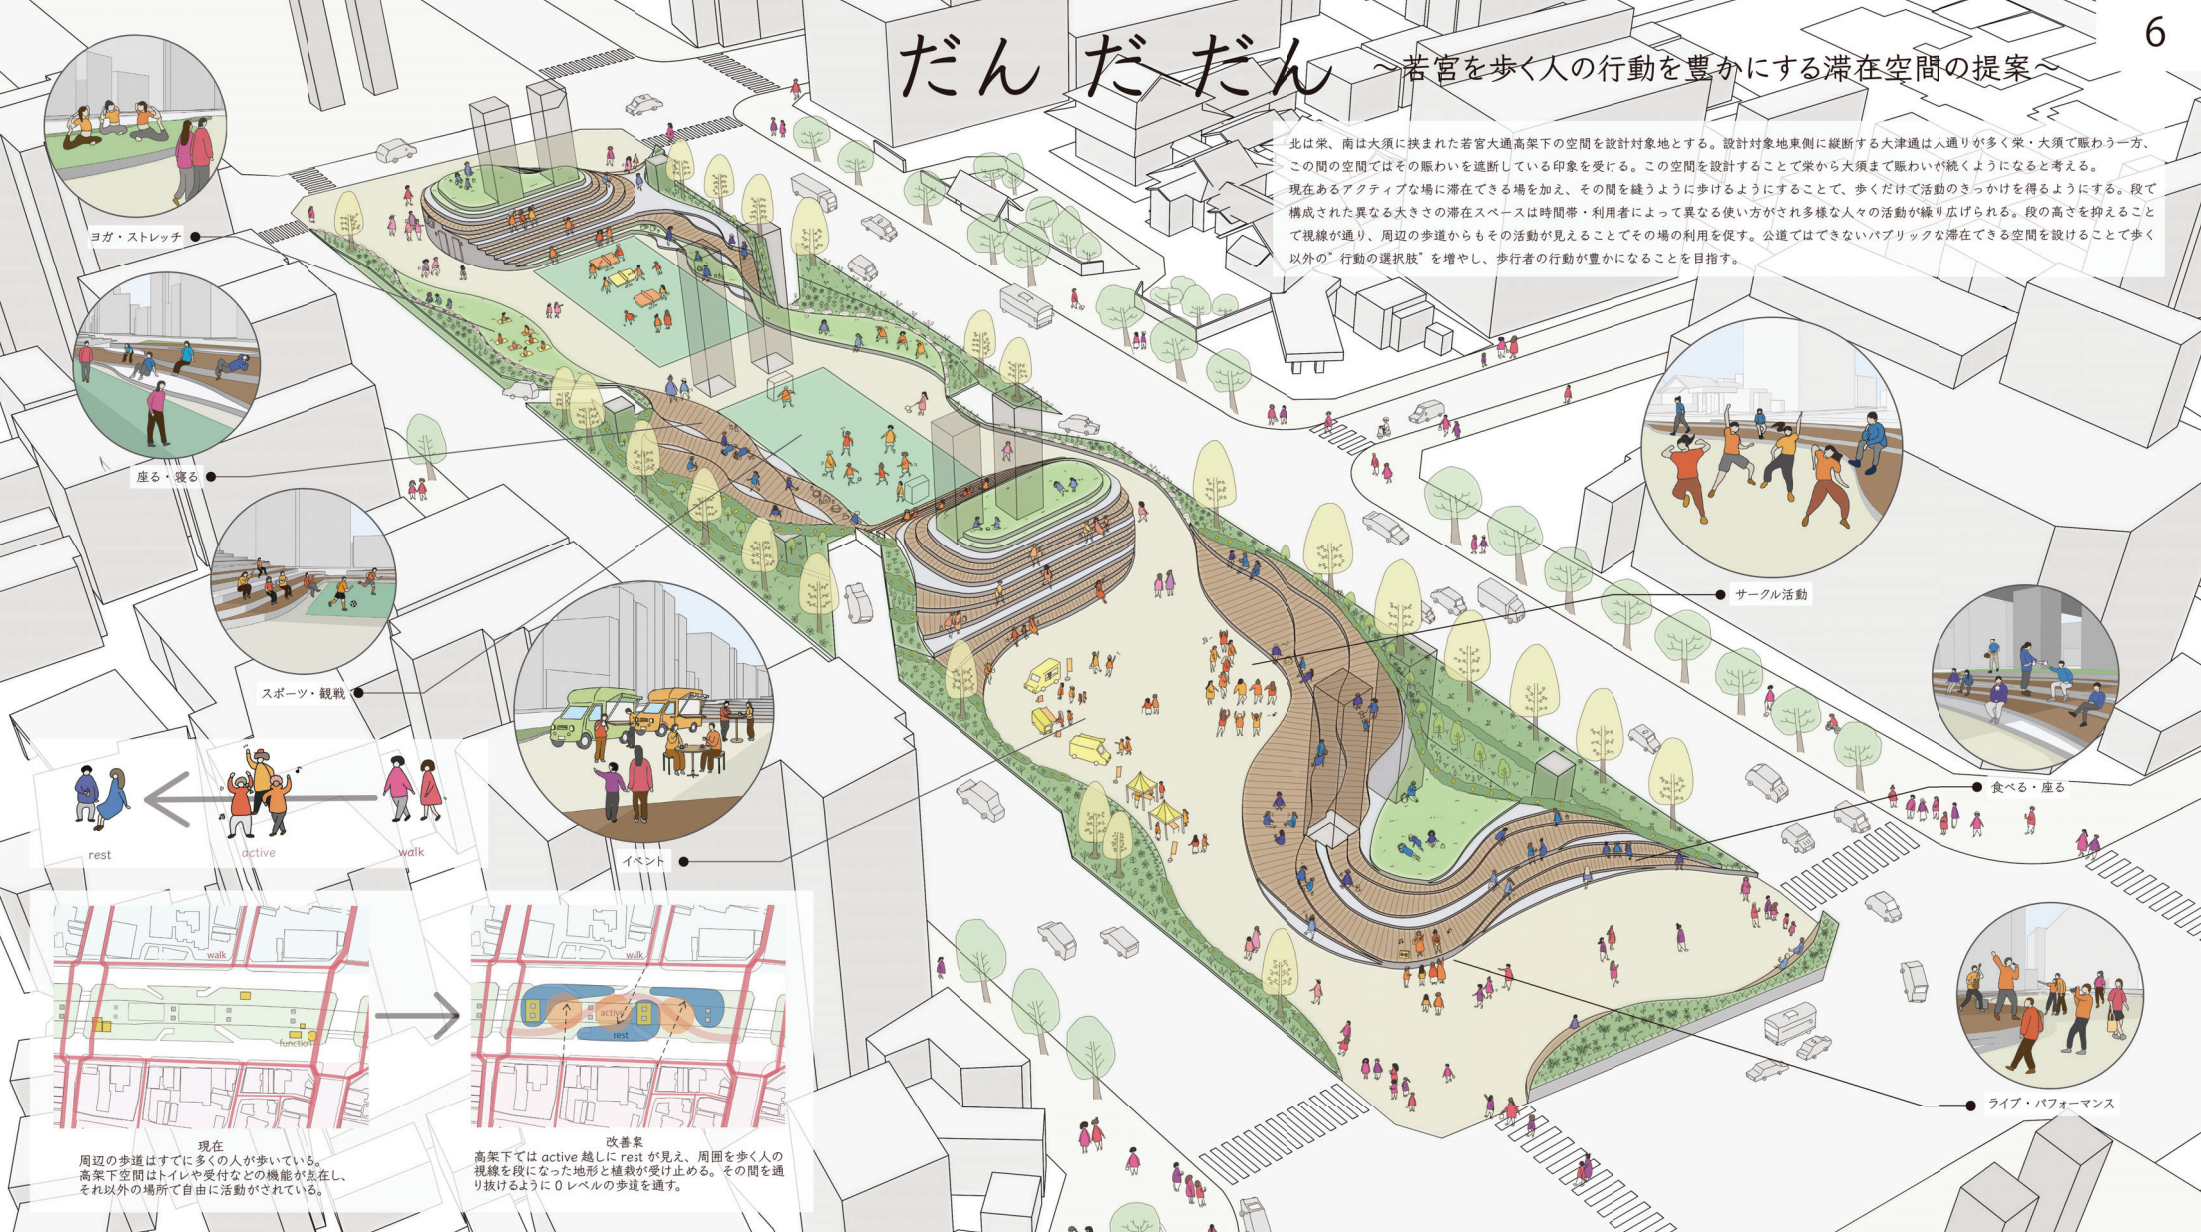 6
だん だ だん ～若宮を歩く人の行動を豊かにする滞在空間の提案～
北は栄、南は大須に挟まれた若宮大通高架下の空間を設計対象地とする。設計対象地東側に縦断する大津通は人通りが多く栄・大須で賑わう一方、
この間の空間ではその賑わいを遮断している印象を受ける。この空間を設計することで栄から大須まで賑わいが続くようになると考える。
現在あるアクティブな場に滞在できる場を加え、その間を縫うように歩けるようにすることで、歩くだけで活動のきっかけを得るようにする。段で
構成された異なる大きさの滞在スペースは時間帯・利用者によって異なる使い方がされ多様な人々の活動が繰り広げられる。段の高さを抑えること
で視線が通り、周辺の歩道からもその活動が見えることでその場の利用を促す。公道ではできないパブリックな滞在できる空間を設けることで歩く
以外の"行動の選択肢"を増やし、歩行者の行動が豊かになることを目指す。
ヨガ・ストレッチ
座る・寝る
スポーツ・観戦
イベント
サークル活動
食べる・座る
ライブ・パフォーマンス
rest
active
walk
walk
function
walk
active
rest
現在
周辺の歩道はすでに多くの人が歩いている。
高架下空間はトイレや受付などの機能が点在し、
それ以外の場所で自由に活動がされている。
改善案
高架下では active 越しに rest が見え、周囲を歩く人の
視線を段になった地形と植栽が受け止める。その間を通
り抜けるように 0 レベルの歩道を通す。